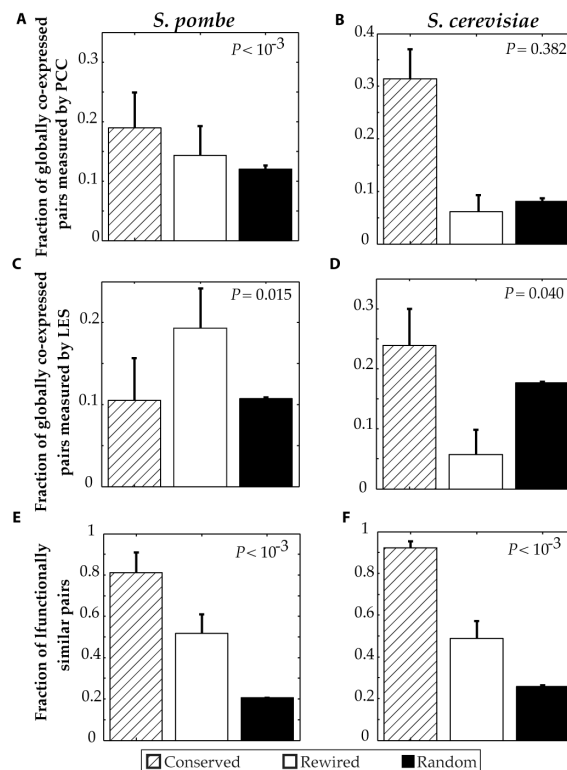 S. pombe
S. cerevisiae
A
Fraction of globally co-expressed
pairs measured by PCC
P < 10-3
0.3
0.2
0.1
0
B
P = 0.382
0.4
0.3
0.2
0.1
0
C
Fraction of globally co-expressed
pairs measured by LES
P = 0.015
0.2
0.1
0
D
P = 0.040
0.3
0.2
0.1
0
E
Fraction of lfunctionally
similar pairs
P < 10-3
1
0.8
0.6
0.4
0.2
0
F
P < 10-3
1
0.8
0.6
0.4
0.2
0
Conserved Rewired Random